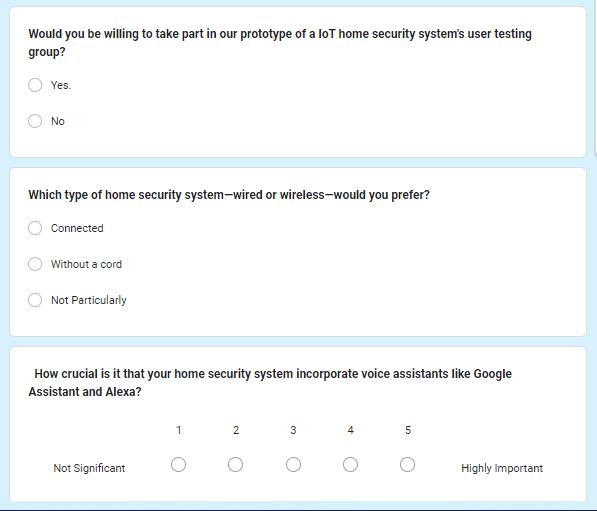 Would you be willing to take part in our prototype of a IoT home security system's user testing
group?
Yes.
No
Which type of home security system—wired or wireless—would you prefer?
Connected
Without a cord
Not Particularly
How crucial is it that your home security system incorporate voice assistants like Google
Assistant and Alexa?
1 2 3 4 5
Not Significant Highly Important